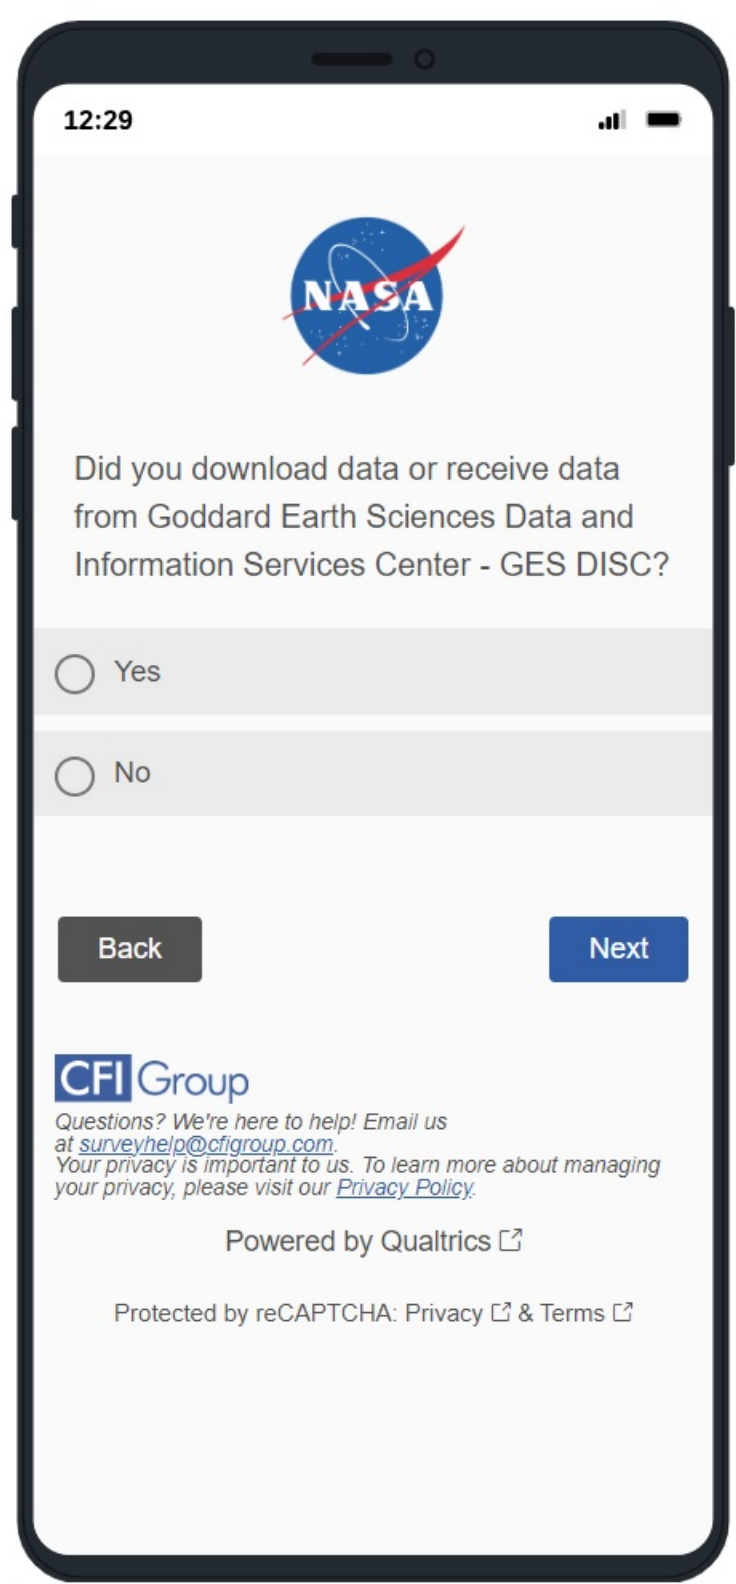 12:29
NASA
Did you download data or receive data
from Goddard Earth Sciences Data and
Information Services Center - GES DISC?
Yes
No
Back Next
CFI Group
Questions? We're here to help! Email us
at surveyhelp@cfigroup.com.
Your privacy is important to us. To learn more about managing
your privacy, please visit our Privacy Policy.
Powered by Qualtrics
Protected by reCAPTCHA: Privacy & Terms